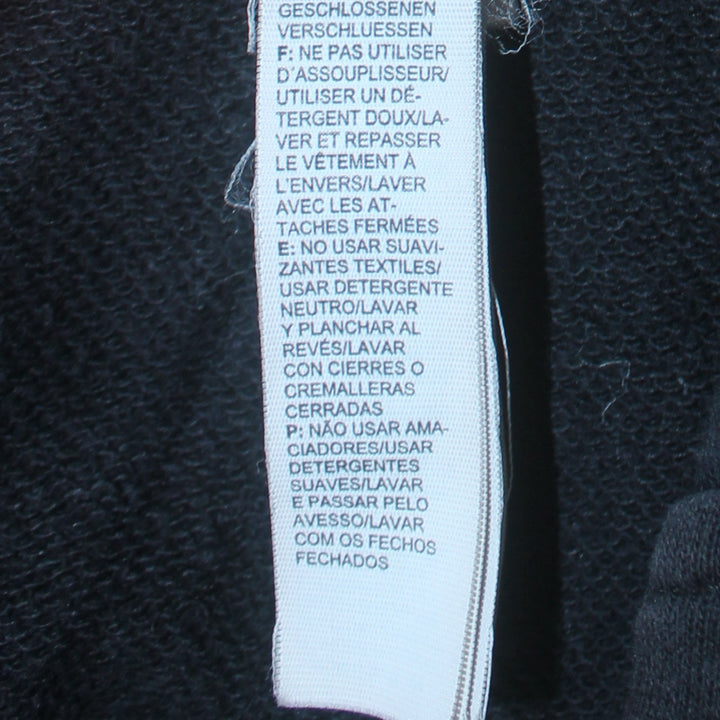 GESCHLOSSENEN
VERSCHLUESSEN
F: NE PAS UTILISER
D'ASSOUPLISSEUR/
UTILISER UN DÉ-
TERGENT DOUX/LA-
VER ET REPASSER
LE VÊTEMENT À
L'ENVERS/LAVER
AVEC LES AT-
TACHES FERMÉES
E: NO USAR SUAVI-
ZANTES TEXTILES/
USAR DETERGENTE
NEUTRO/LAVAR
Y PLANCHAR AL
REVÉS/LAVAR
CON CIERRES O
CREMALLERAS
CERRADAS
P: NÃO USAR AMA-
CIADORES/USAR
DETERGENTES
SUAVES/LAVAR
E PASSAR PELO
AVESSO/LAVAR
COM OS FECHOS
FECHADOS